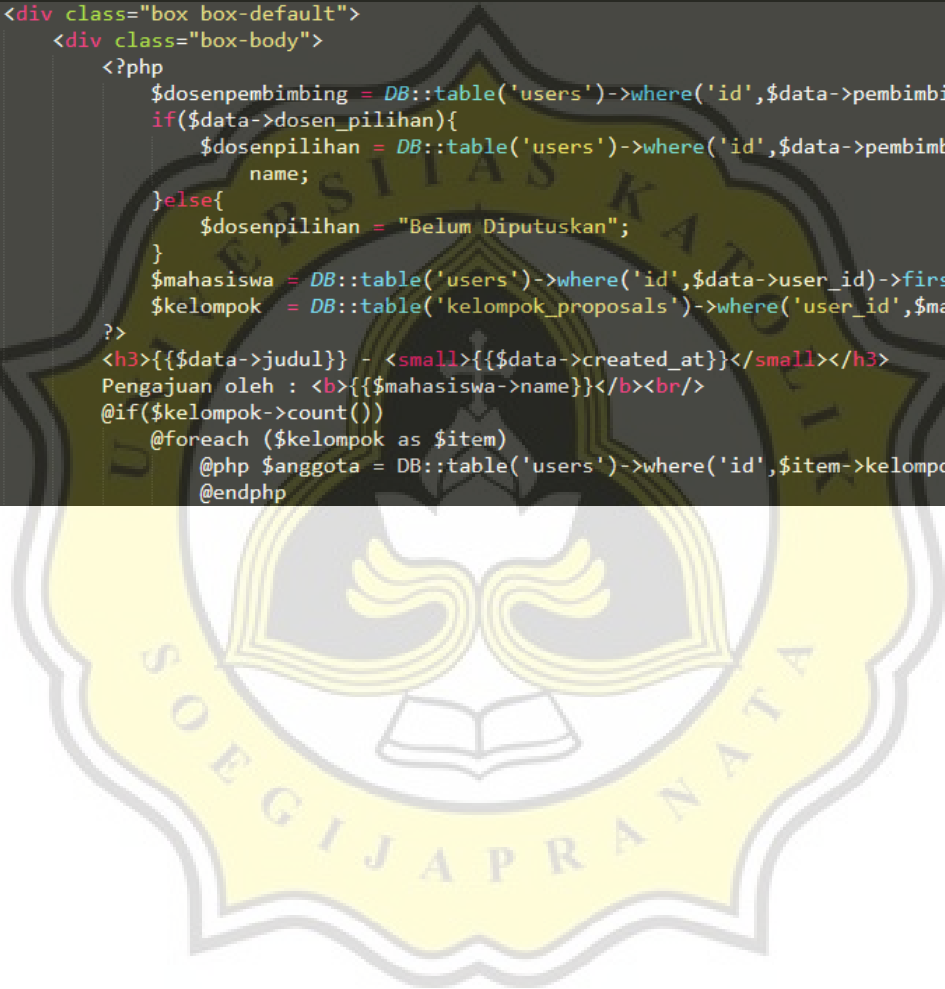 <div class="box box-default">
    <div class="box-body">
        <?php
            $dosenpembimbing = DB::table('users')->where('id',$data->pembimbi
            if($data->dosen_pilihan){
                $dosenpilihan = DB::table('users')->where('id',$data->pembimb
                    name;
            }else{
                $dosenpilihan = "Belum Diputuskan";
            }
            $mahasiswa = DB::table('users')->where('id',$data->user_id)->firs
            $kelompok  = DB::table('kelompok_proposals')->where('user_id',$ma
        ?>
        <h3>{{$data->judul}} - <small>{{$data->created_at}}</small></h3>
        Pengajuan oleh : <b>{{$mahasiswa->name}}</b><br/>
        @if($kelompok->count())
            @foreach ($kelompok as $item)
                @php $anggota = DB::table('users')->where('id',$item->kelompo
                @endphp
UNIVERSITAS KATOLIK
SOEGIJAPRANATA